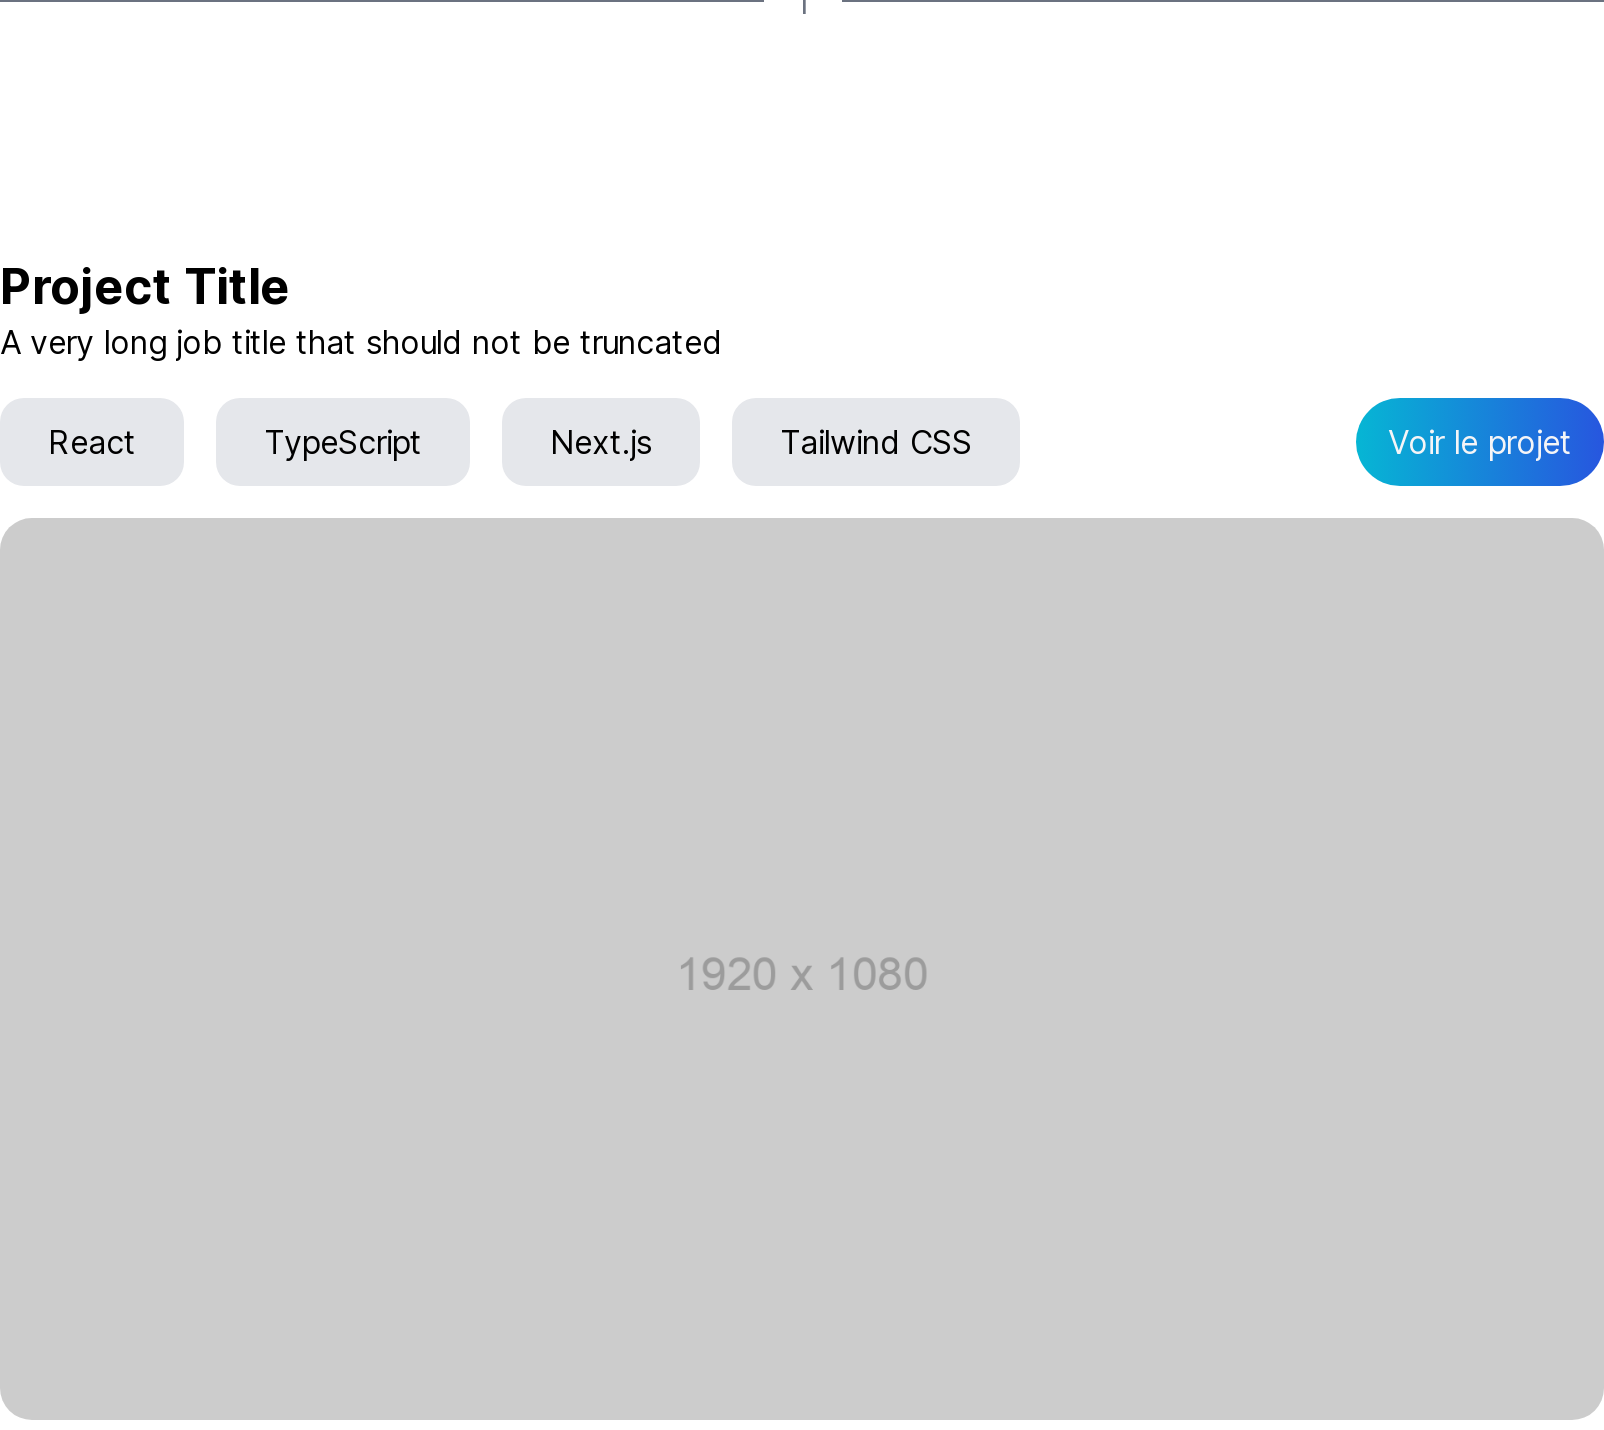 Project Title
A very long job title that should not be truncated
React TypeScript Next.js Tailwind CSS Voir le projet
1920 x 1080